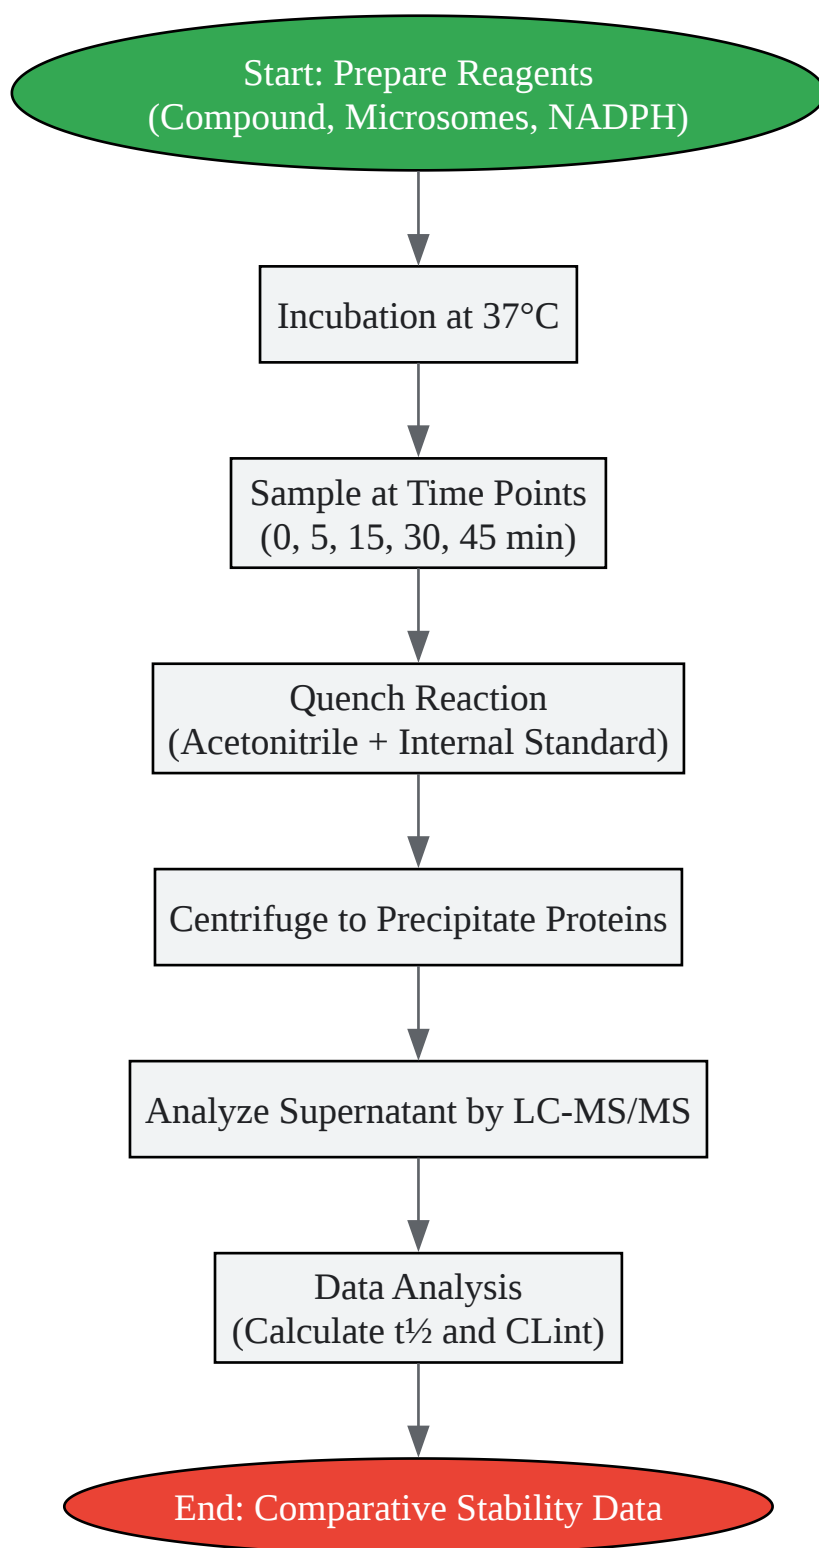 Start: Prepare Reagents
(Compound, Microsomes, NADPH)
Incubation at 37°C
Sample at Time Points
(0, 5, 15, 30, 45 min)
Quench Reaction
(Acetonitrile + Internal Standard)
Centrifuge to Precipitate Proteins
Analyze Supernatant by LC-MS/MS
Data Analysis
(Calculate t½ and CLint)
End: Comparative Stability Data